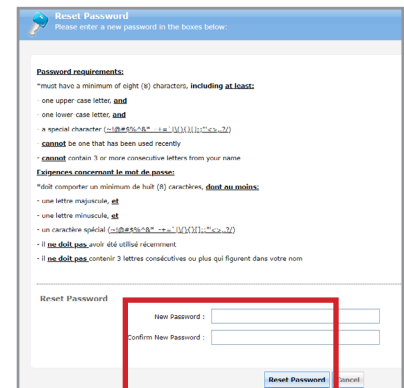 Reset Password
Please enter a new password in the boxes below:
Password requirements:
*must have a minimum of eight (8) characters, including at least:
· one upper case letter, and
· one lower case letter, and
· a special character
· cannot be one that has been used recently
- cannot contain 3 or more consecutive letters from your name
Exigences concernant le mot de passe:
*doit comporter un minimum de huit (8) caractères, dont au moins:
- une lettre majuscule, et
- une lettre minuscule, et
- un caractère spécial
- il ne doit pas avoir été utilisé récemment
- il ne doit pas contenir 3 lettres consécutives ou plus qui figurent dans votre nom
Reset Password
New Password :
Confirm New Password :
Reset Password Cancel